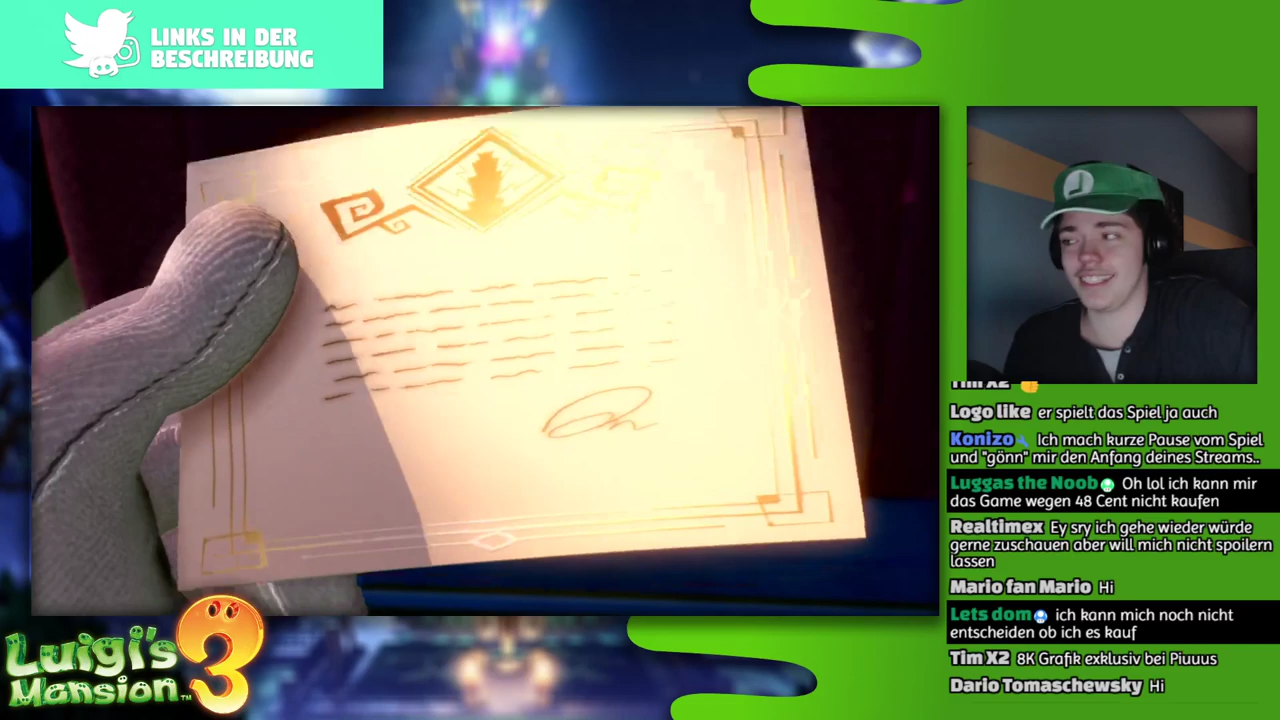 LINKS IN DER
BESCHREIBUNG
Tim X2
Logo like er spielt das Spiel ja auch
Konizo Ich mach kurze Pause vom Spiel
und "gönn" mir den Anfang deines Streams..
Luggas the Noob Oh lol ich kann mir
das Game wegen 48 Cent nicht kaufen
Realtimex Ey sry ich gehe wieder würde
gerne zuschauen aber will mich nicht spoilern
lassen
Mario fan Mario Hi
Lets dom ich kann mich noch nicht
entscheiden ob ich es kauf
Tim X2 8K Grafik exklusiv bei Piuuus
Dario Tomaschewsky Hi
Luigi's
Mansion™ 3